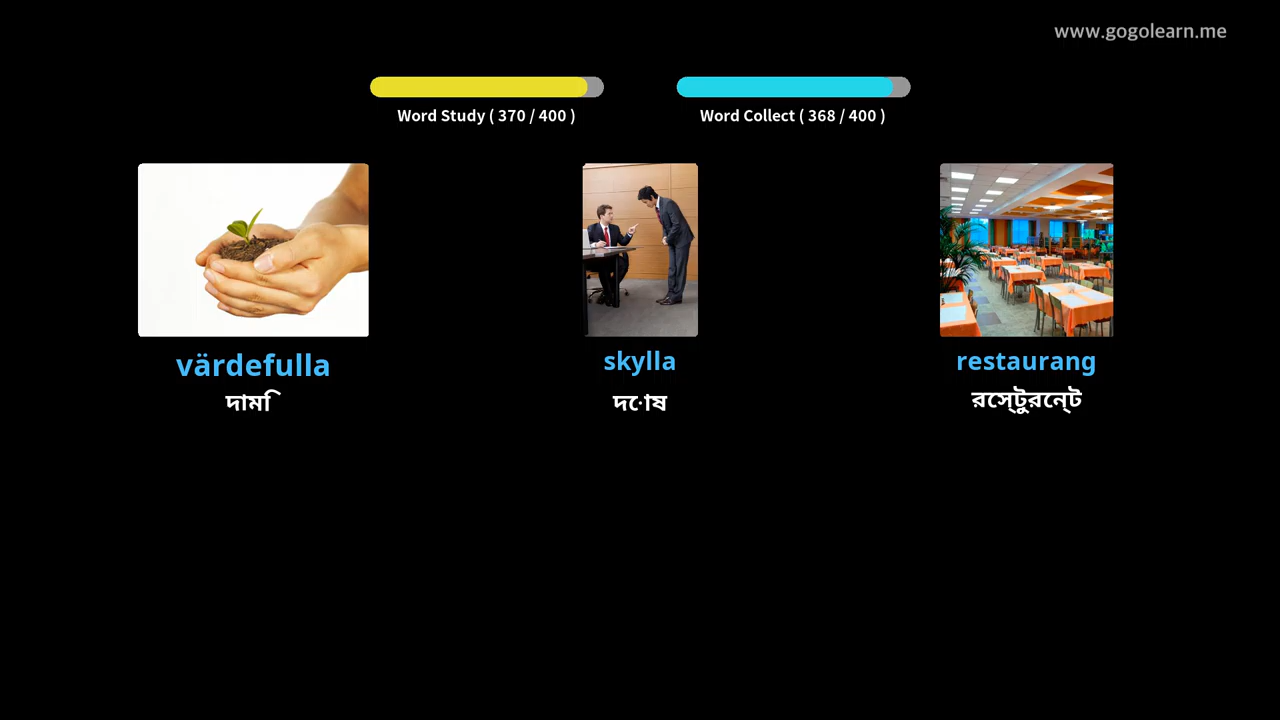 www.gogolearn.me
Word Study ( 370 / 400 )
Word Collect ( 368 / 400 )
värdefulla
skylla
restaurang
দামি
দোষ
রেস্টুরেন্ট